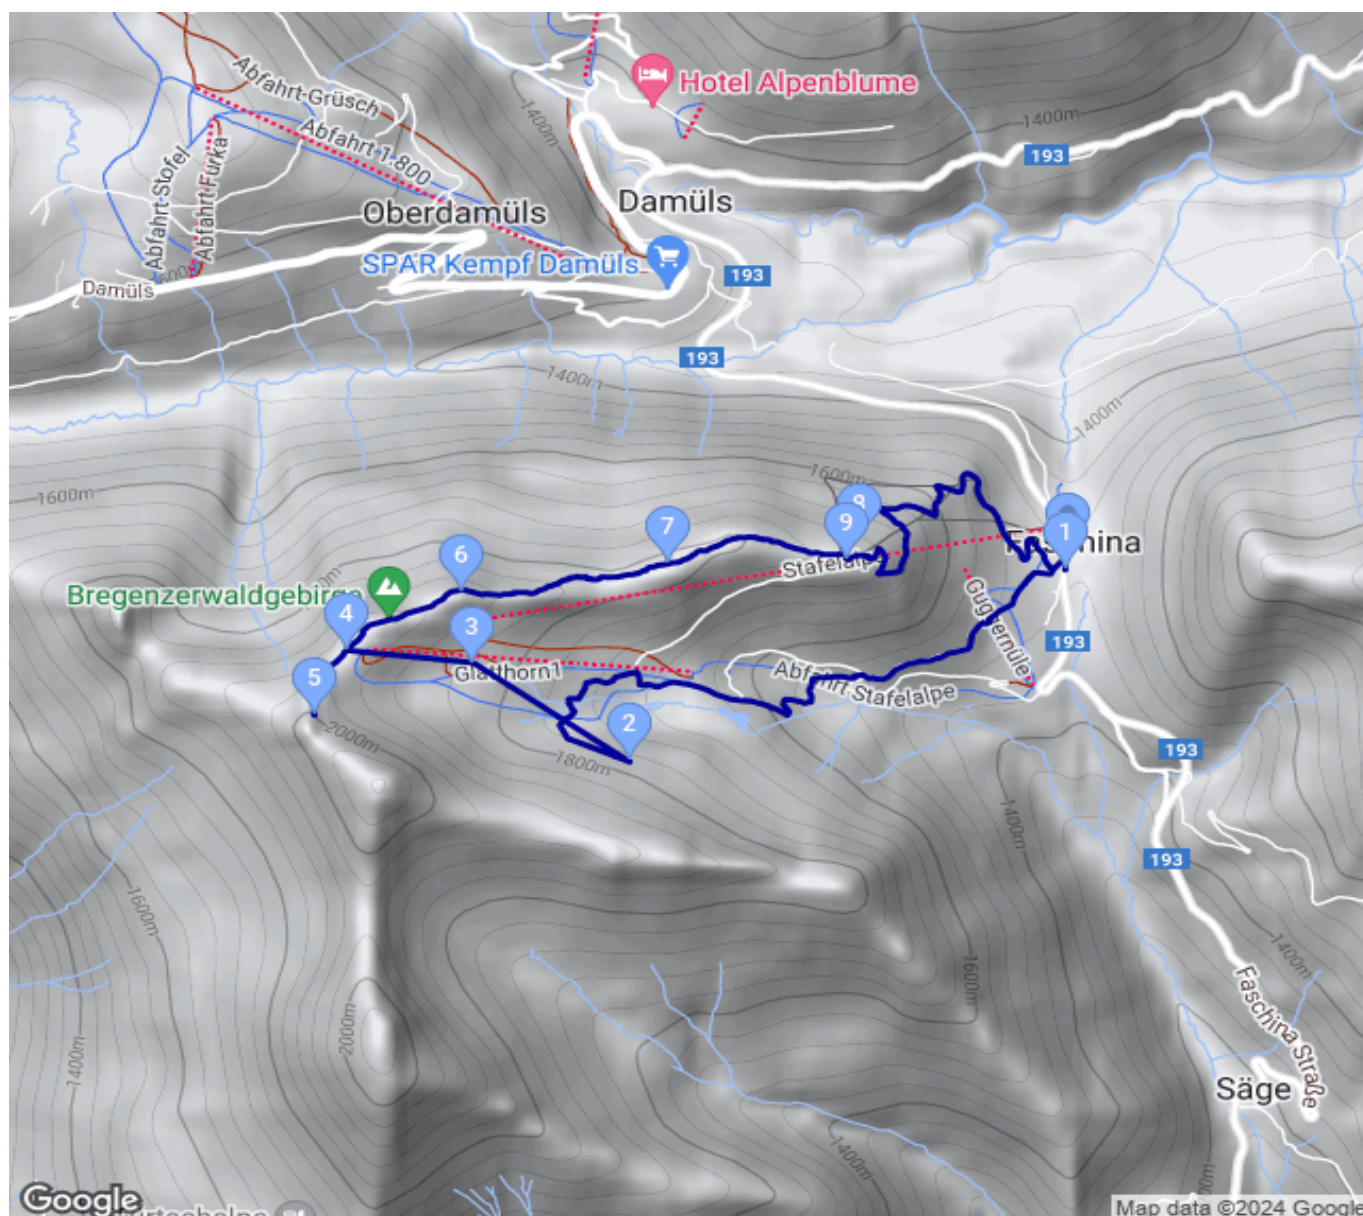 Abfahrt Grüsch
Hotel Alpenblume
1400m
1400m
Abfahrt 1-800
193
Abfahrt Stofel
Abfahrt Furka
Oberdamüls
Damüls
SPAR Kempf Damüls
193
Damüls
193
1400m
1400m
1600m
1600m
8
9
7
1
6
Stafelalpe
Bregenzerwaldgebirge
4
3
193
Glatthorn1
5
Abfahrt Stafelalpe
2
2000m
1800m
193
1400m
193
1600m
1400m
1600m
2000m
1400m
Faschina Straße
Säge
1400m
1400m
Google
Map data ©2024 Google